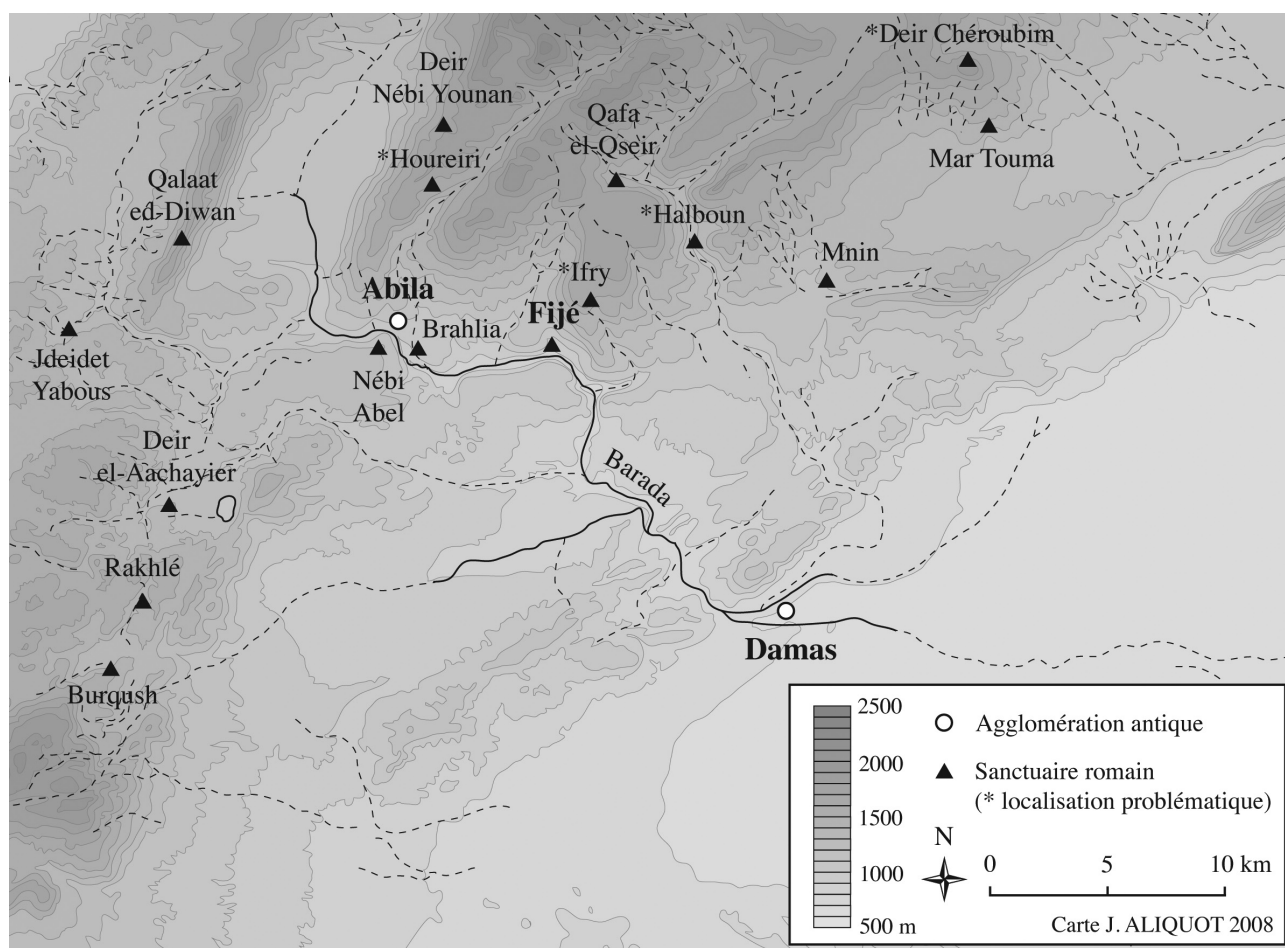 *Deir Chéroubim
Deir
Nébi Younan
Qafa
el-Qseir
Mar Touma
*Houreiri
Qalaat
ed-Diwan
*Halboun
Mnin
*Ifry
Abila
Fijé
Brahlia
Jdeidet
Yabous
Nébi
Abel
Deir
el-Aachayier
Barada
Rakhlé
Damas
Burqush
2500
2000
1500
1000
500 m
Agglomération antique
Sanctuaire romain
(* localisation problématique)
N
0 5 10 km
Carte J. ALIQUOT 2008